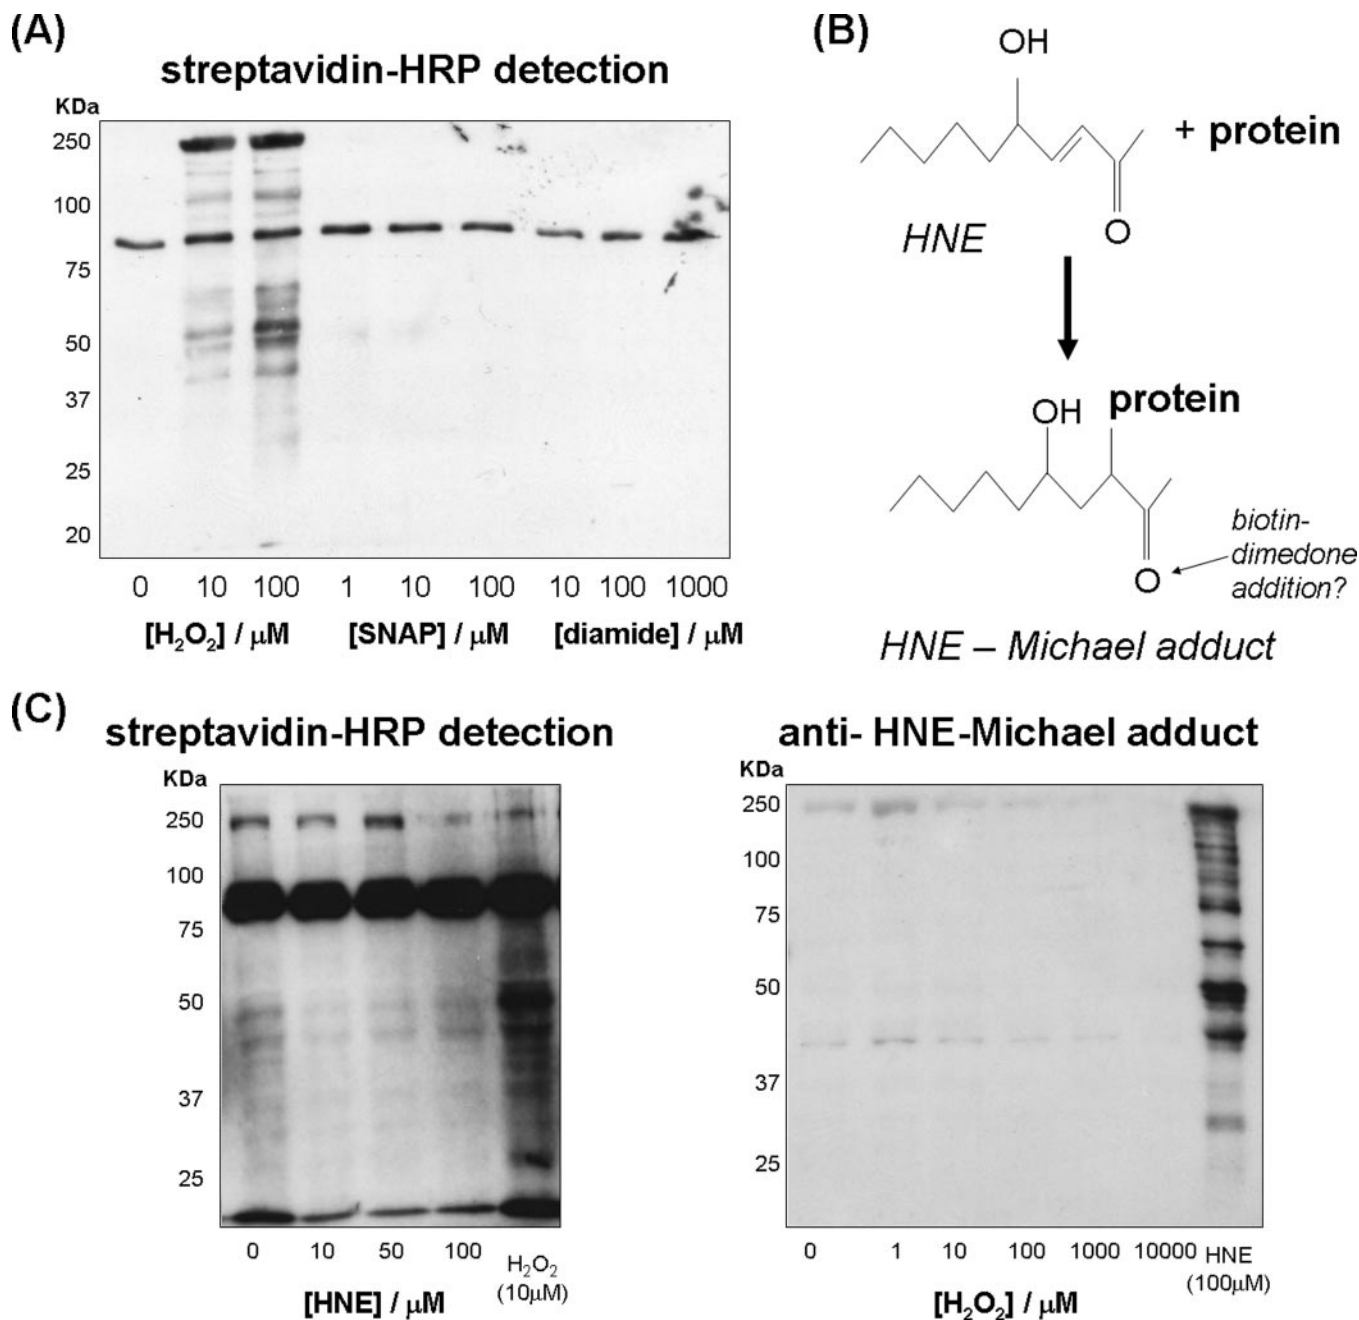 (A)
streptavidin-HRP detection
KDa
250
100
75
50
37
25
20
0 10 100 1 10 100 10 100 1000
[H₂O₂] / μM [SNAP] / μM [diamide] / μM
(B)
OH
+ protein
O
HNE
OH protein
O
biotin-
dimedone
addition?
HNE – Michael adduct
(C)
streptavidin-HRP detection
KDa
250
100
75
50
37
25
0 10 50 100 H₂O₂
(10μM)
[HNE] / μM
anti- HNE-Michael adduct
KDa
250
100
75
50
37
25
0 1 10 100 1000 10000 HNE
(100μM)
[H₂O₂] / μM